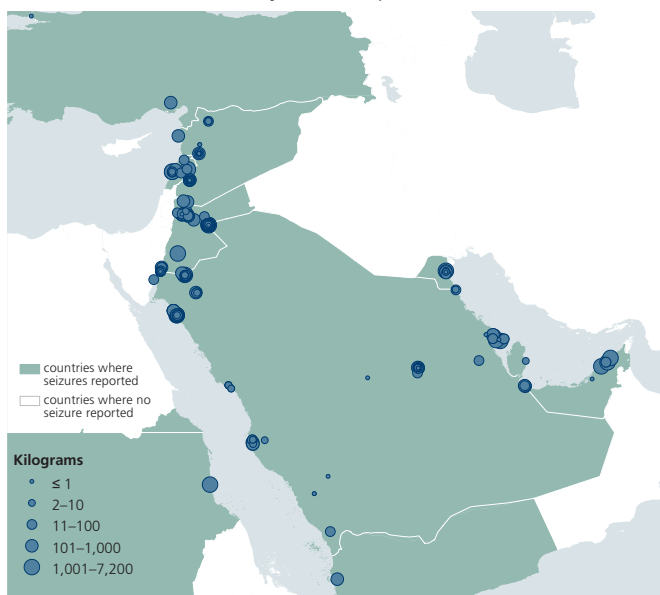 countries where
seizures reported
countries where no
seizure reported
Kilograms
≤ 1
2–10
11–100
101–1,000
1,001–7,200